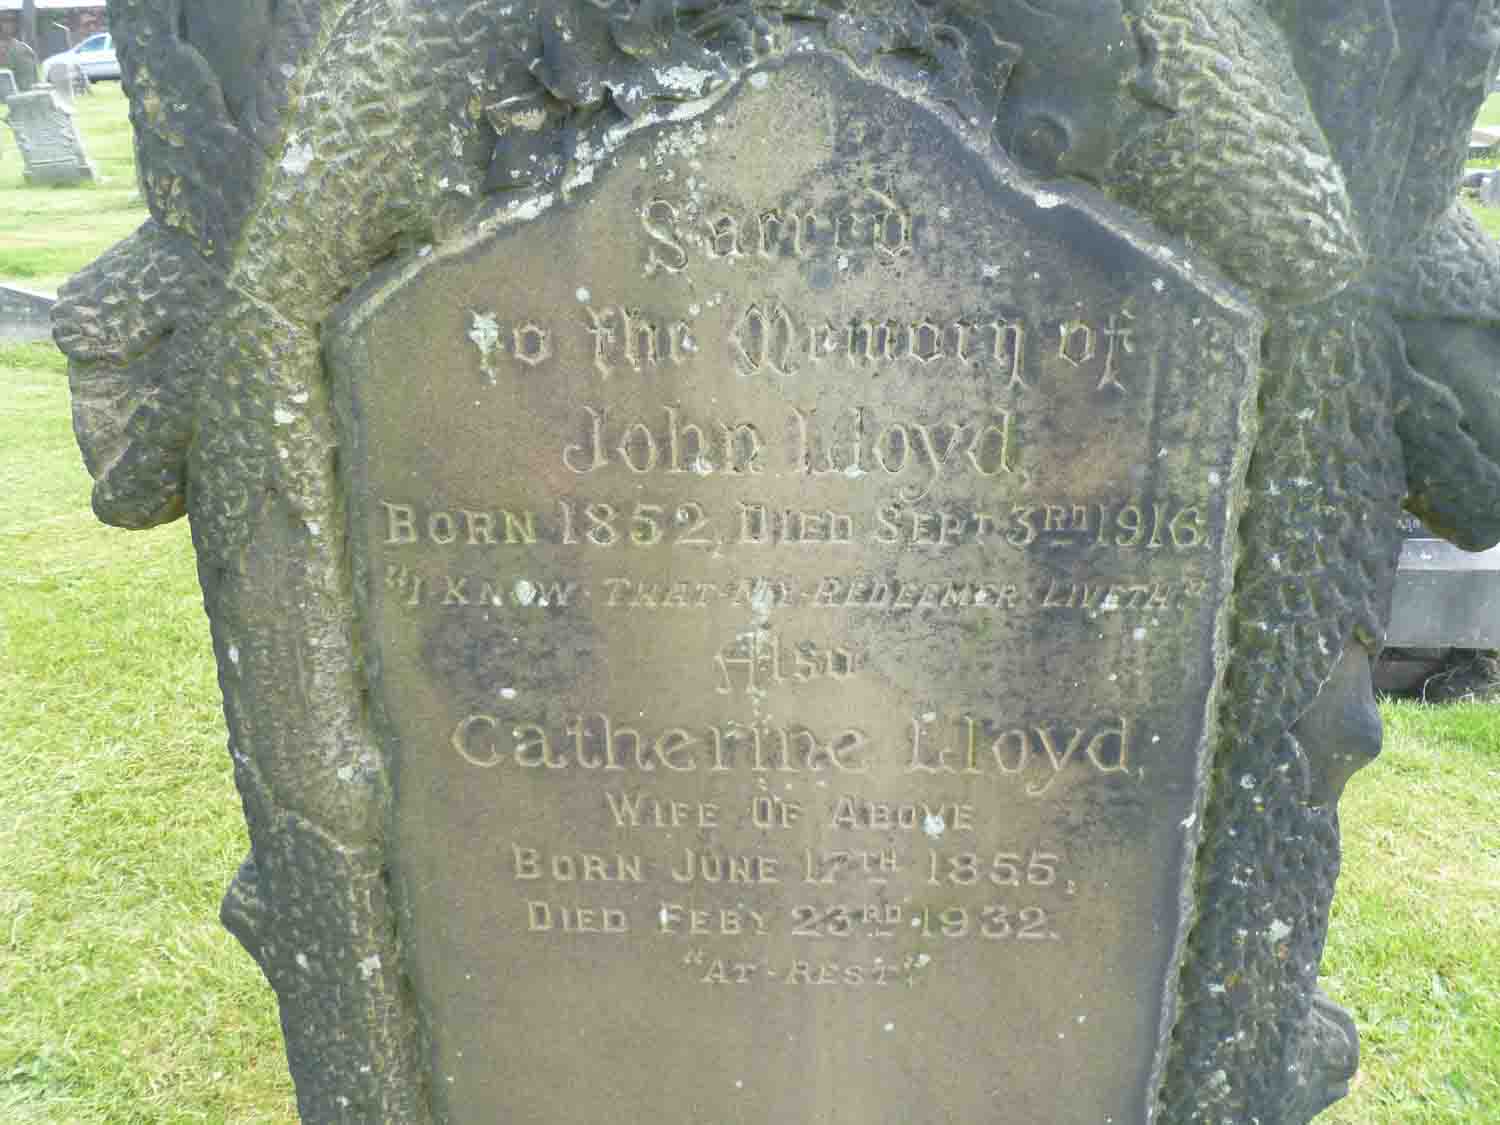 Sacred
to the Memory of
John Lloyd,
BORN 1852, DIED SEPT 3RD 1916.
"I KNOW THAT MY REDEEMER LIVETH."
Also
Catherine Lloyd,
WIFE OF ABOVE
BORN JUNE 17TH 1855,
DIED FEBY 23RD 1932.
"AT-REST".